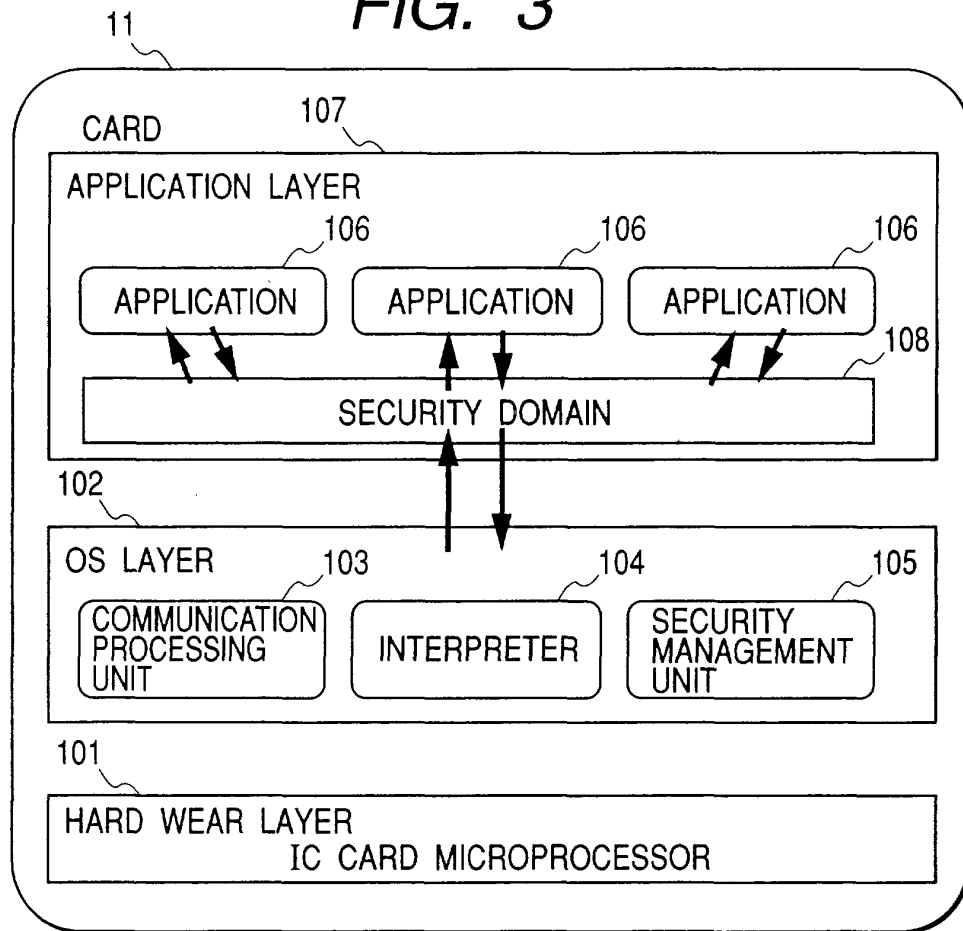 FIG. 3
11
CARD
107
APPLICATION LAYER
106 106 106
APPLICATION APPLICATION APPLICATION
108
SECURITY DOMAIN
102
OS LAYER
103 104 105
COMMUNICATION
PROCESSING
UNIT
INTERPRETER
SECURITY
MANAGEMENT
UNIT
101
HARD WEAR LAYER
IC CARD MICROPROCESSOR